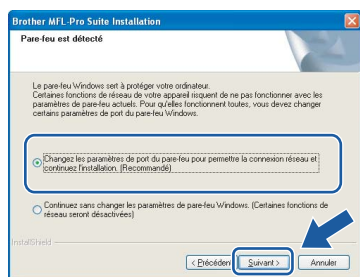 Brother MFL-Pro Suite Installation
Pare-feu est détecté
Le pare-feu Windows sert à protéger votre ordinateur.
Certaines fonctions de réseau de votre appareil risquent de ne pas fonctionner avec les
paramètres de pare-feu actuels. Pour qu'elles fonctionnent toutes, vous devez changer
certains paramètres de port du pare-feu Windows.
Changez les paramètres de port du pare-feu pour permettre la connexion réseau et
continuez l'installation. (Recommandé)
Continuez sans changer les paramètres de pare-feu Windows. (Certaines fonctions de
réseau seront désactivées)
InstallShield
< Précédent Suivant > Annuler